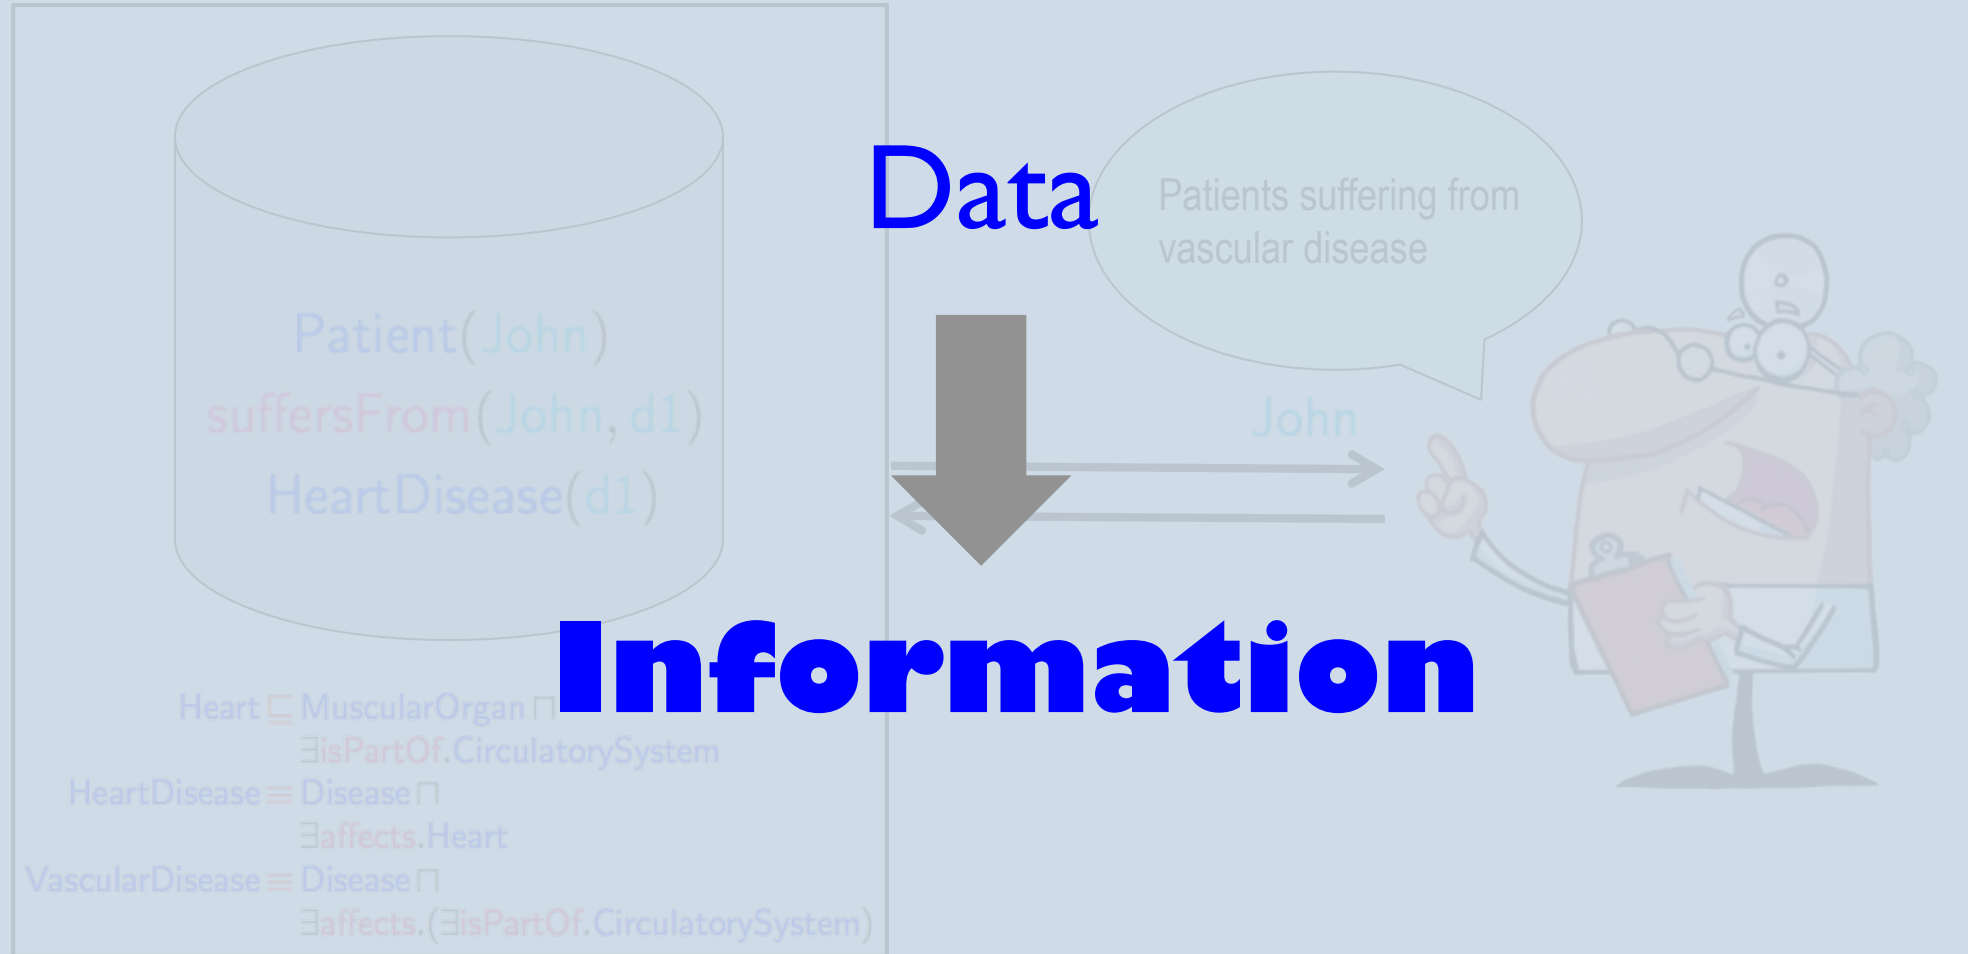 Data
Information
Patients suffering from
vascular disease
John
Patient(John)
suffersFrom(John, d1)
HeartDisease(d1)
Heart ⊑ MuscularOrgan ⊓
∃isPartOf.CirculatorySystem
HeartDisease ≡ Disease ⊓
∃affects.Heart
VascularDisease ≡ Disease ⊓
∃affects.(∃isPartOf.CirculatorySystem)